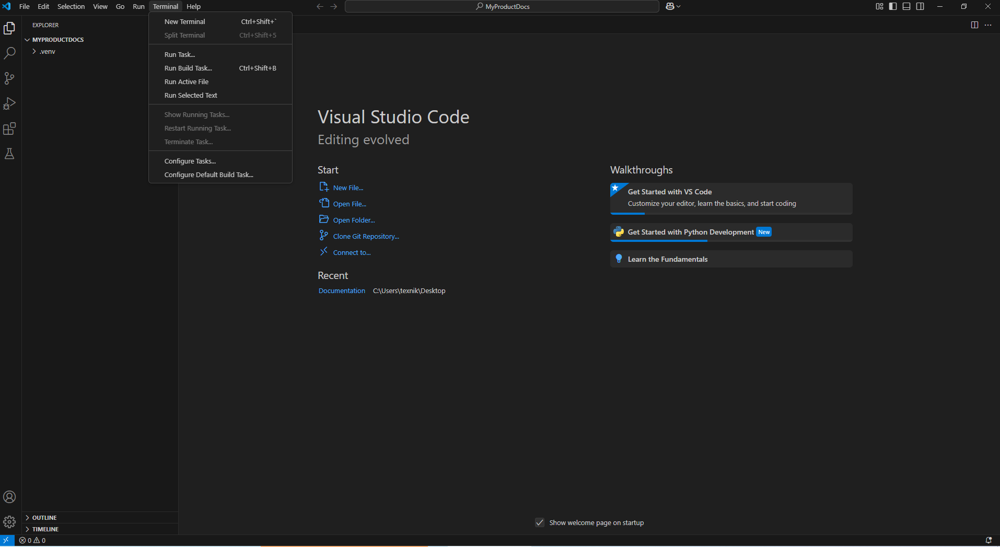 File Edit Selection View Go Run Terminal Help
MyProductDocs
EXPLORER
MYPRODUCTDOCS
.venv
New Terminal Ctrl+Shift+`
Split Terminal Ctrl+Shift+5
Run Task...
Run Build Task... Ctrl+Shift+B
Run Active File
Run Selected Text
Show Running Tasks...
Restart Running Task...
Terminate Task...
Configure Tasks...
Configure Default Build Task...
Visual Studio Code
Editing evolved
Start
New File...
Open File...
Open Folder...
Clone Git Repository...
Connect to...
Recent
Documentation C:\Users\texnik\Desktop
Walkthroughs
Get Started with VS Code
Customize your editor, learn the basics, and start coding
Get Started with Python Development New
Learn the Fundamentals
Show welcome page on startup
OUTLINE
TIMELINE
0 0